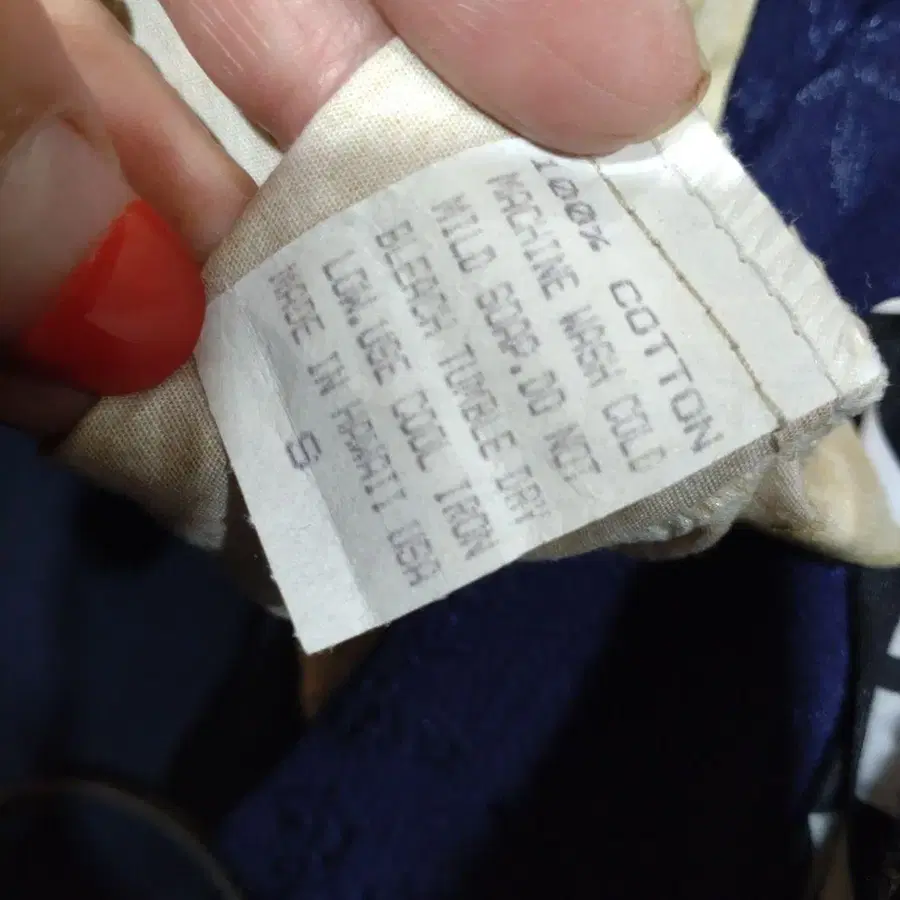 100% COTTON
MACHINE WASH COLD
MILD SOAP.DO NOT
BLEACH TUMBLE DRY
LOW.USE COOL IRON
MADE IN HAWAII USA
S